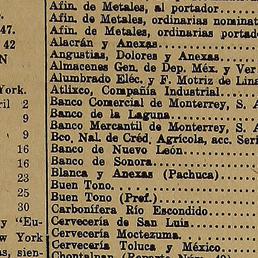 s
47.
42
N
York.
ril 2
9
9
16
16
23
30
30
y "Eu-
ew York
as, sien-
Afin. de Metales, al portador.
Afin. de Metales, ordinarias nominat
Afin. de Metales, ordinarias portado
Alacrán y Anexas.
Angustias, Dolores y Anexas.
Almacenes Gen. de Dep. Méx. y Ver
Alumbrado Eléc. y F. Motriz de Lina
Atlixco, Compañía Industrial.
Banco Comercial de Monterrey, S. A
Banco de la Laguna.
Banco Mercantil de Monterrey, S. A
Bco, Nal. de Créd. Agrícola, acc. Seri
Banco de Nuevo León.
Banco de Sonora.
Blanca y Anexas (Pachuca)
Buen Tono.
Buen Tono (Pref.)
Carbonífera Río Escondido
Cervecería de San Luis.
Cervecería Moctezuma.
Cervecería Toluca y México.